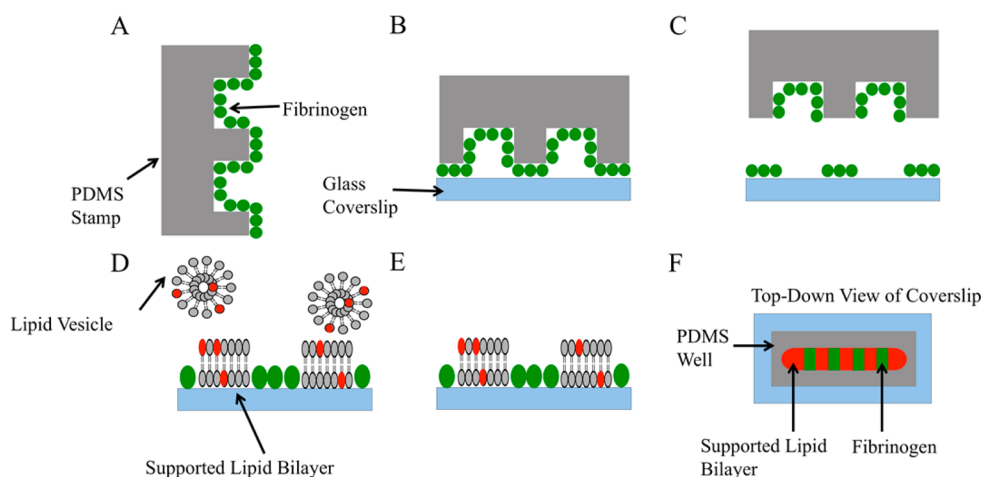 A
B
C
Fibrinogen
PDMS
Stamp
Glass
Coverslip
D
E
F
Lipid Vesicle
Top-Down View of Coverslip
PDMS
Well
Supported Lipid Bilayer
Supported Lipid
Bilayer
Fibrinogen